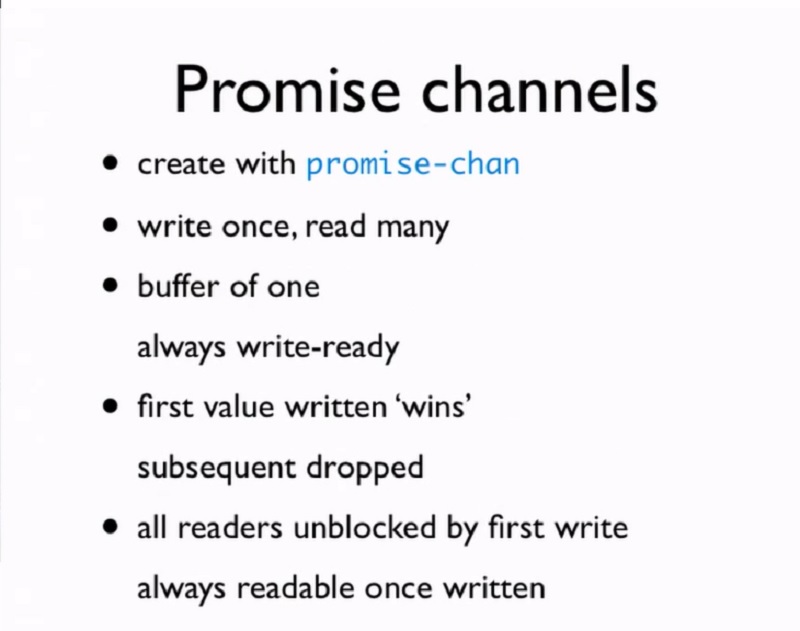 Promise channels
• create with promise-chan
• write once, read many
• buffer of one
always write-ready
• first value written ‘wins’
subsequent dropped
• all readers unblocked by first write
always readable once written